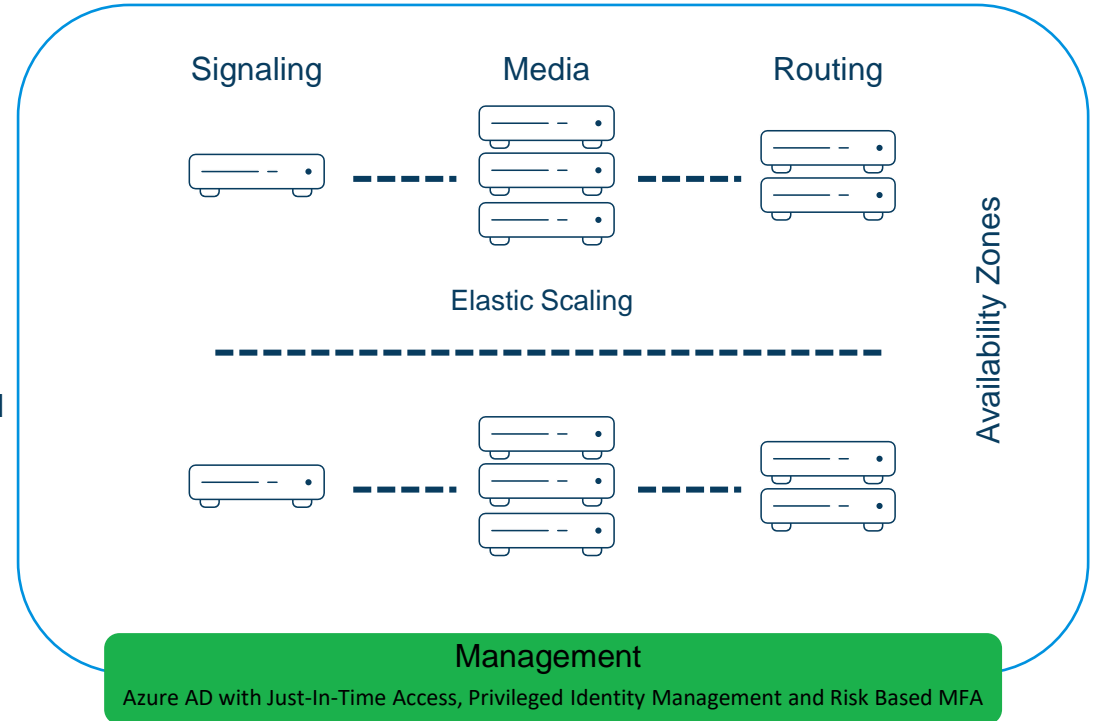 Signaling
Media
Routing
Elastic Scaling
Availability Zones
Management
Azure AD with Just-In-Time Access, Privileged Identity Management and Risk Based MFA